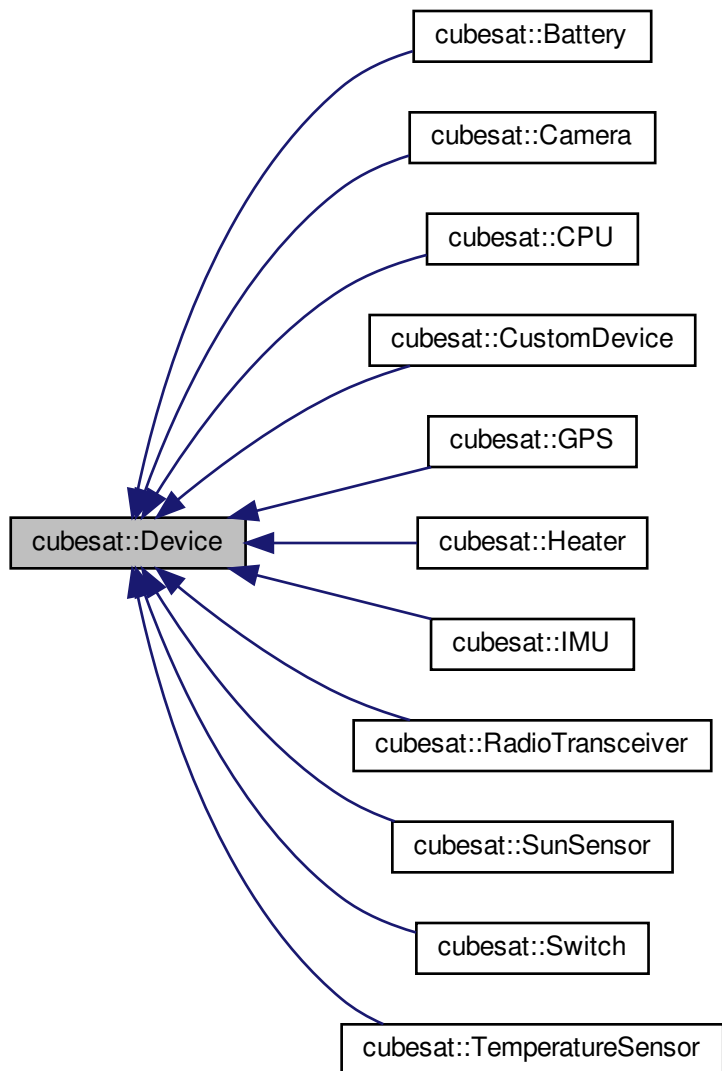 cubesat::Battery
cubesat::Camera
cubesat::CPU
cubesat::CustomDevice
cubesat::GPS
cubesat::Device
cubesat::Heater
cubesat::IMU
cubesat::RadioTransceiver
cubesat::SunSensor
cubesat::Switch
cubesat::TemperatureSensor